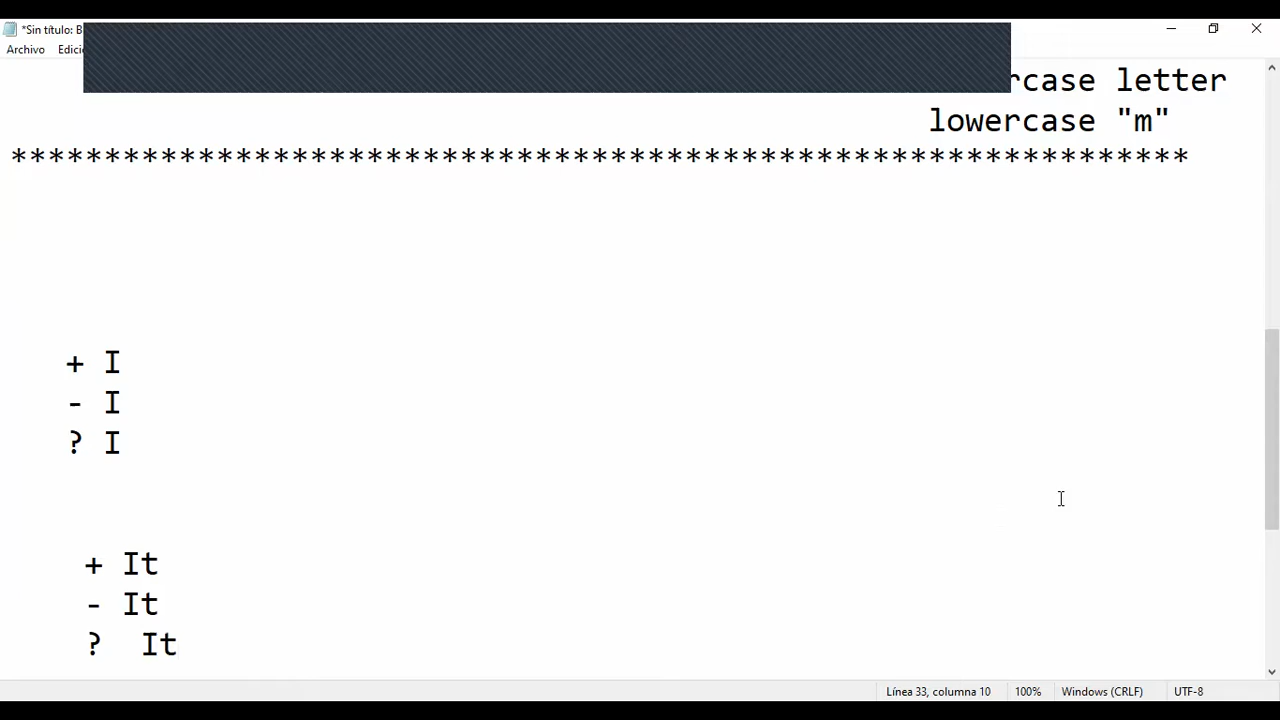 *Sin título: B
Archivo Edici
rcase letter
lowercase "m"
***************************************************************
+ I
- I
? I
+ It
- It
? It
Línea 33, columna 10 100% Windows (CRLF) UTF-8